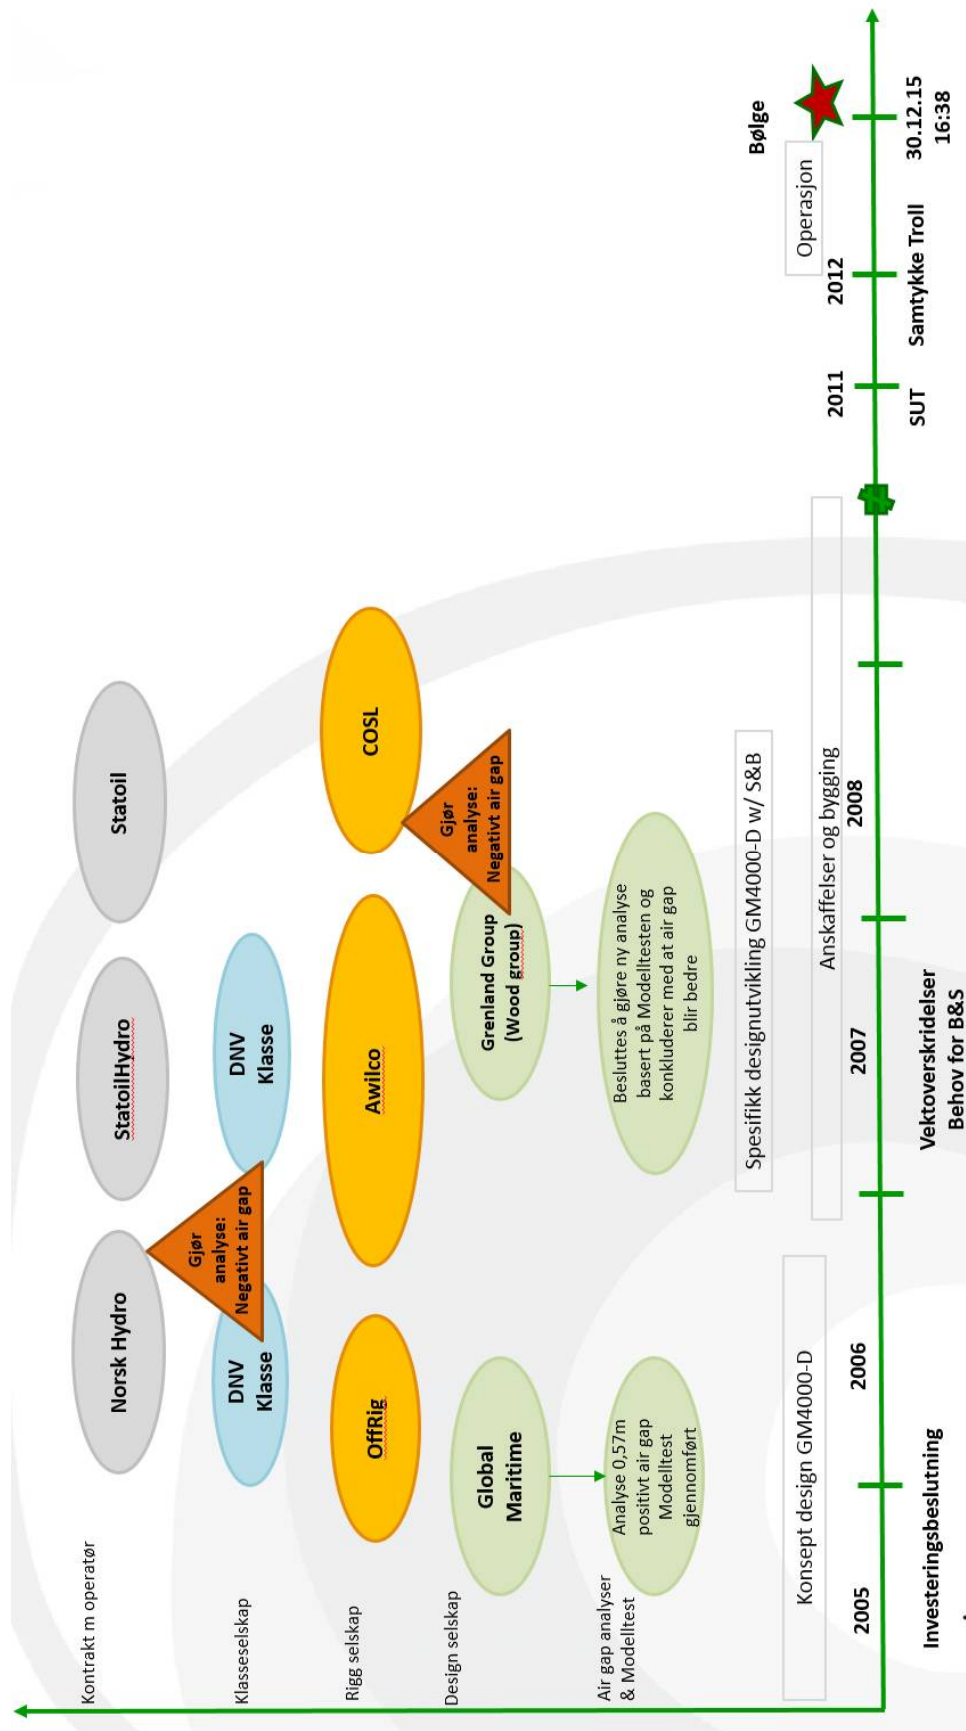 Kontrakt m operatør
Norsk Hydro
StatoilHydro
Statoil
Gjør
analyse:
Negativt air gap
Klasseselskap
DNV
Klasse
DNV
Klasse
Rigg selskap
OffRig
Awilco
COSL
Gjør
analyse:
Negativt air gap
Design selskap
Global
Maritime
Grenland Group
(Wood group)
Air gap analyser
& Modelltest
Analyse 0,57m
positivt air gap
Modelltest
gjennomført
Besluttes å gjøre ny analyse
basert på Modelltesten og
konkluderer med at air gap
blir bedre
Spesifikk designutvikling GM4000-D w/ S&B
Bølge
Konsept design GM4000-D
Anskaffelser og bygging
Operasjon
2005
2006
2007
2008
2011
2012
Investeringsbeslutning
Vektoverskridelser
Behov for B&S
SUT
Samtykke Troll
30.12.15
16:38